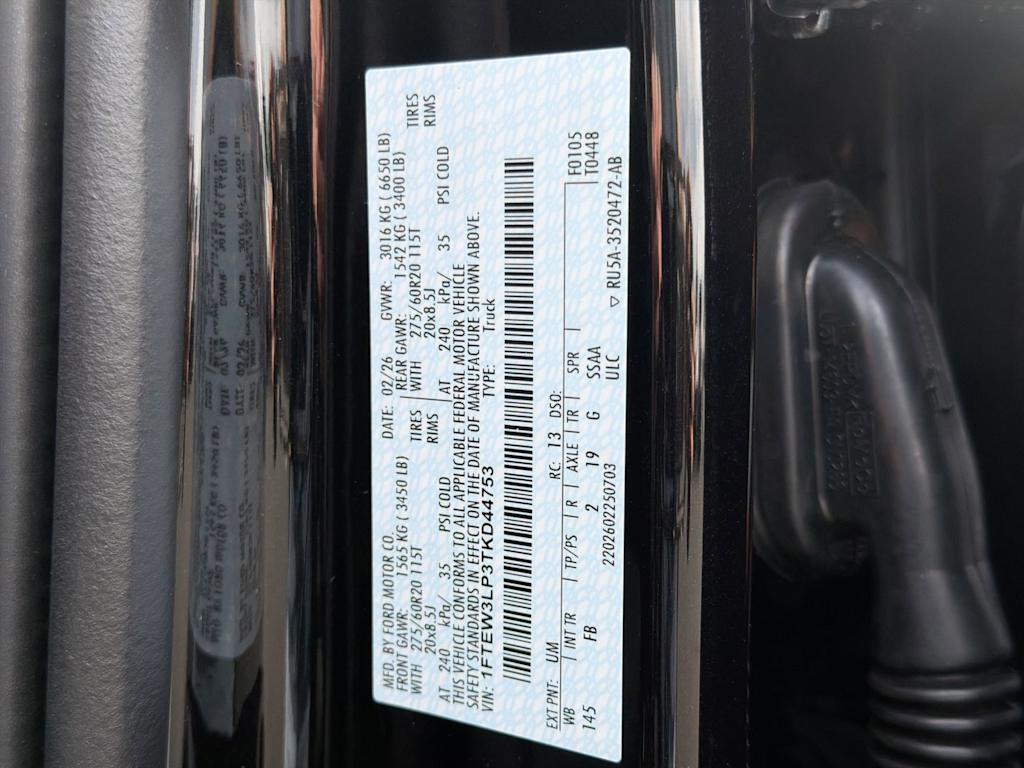 MFD. BY FORD MOTOR CO.
DATE: 02/26 GVWR: 3016 KG ( 6650 LB)
FRONT GAWR: 1565 KG ( 3450 LB) REAR GAWR: 1542 KG ( 3400 LB)
WITH 275/60R20 115T TIRES WITH 275/60R20 115T TIRES
20x8.5J RIMS 20x8.5J RIMS
AT 240 kPa/ 35 PSI COLD AT 240 kPa/ 35 PSI COLD
THIS VEHICLE CONFORMS TO ALL APPLICABLE FEDERAL MOTOR VEHICLE
SAFETY STANDARDS IN EFFECT ON THE DATE OF MANUFACTURE SHOWN ABOVE.
VIN: 1FTEW3LP3TKD44753 TYPE: Truck
EXT PNT: UM RC: 13 DSO: F0105
WB INT TR TP/PS R AXLE TR SPR T0448
145 FB 2 19 G SSAA
2202602250703 ULC ▽ RU5A-3520472-AB